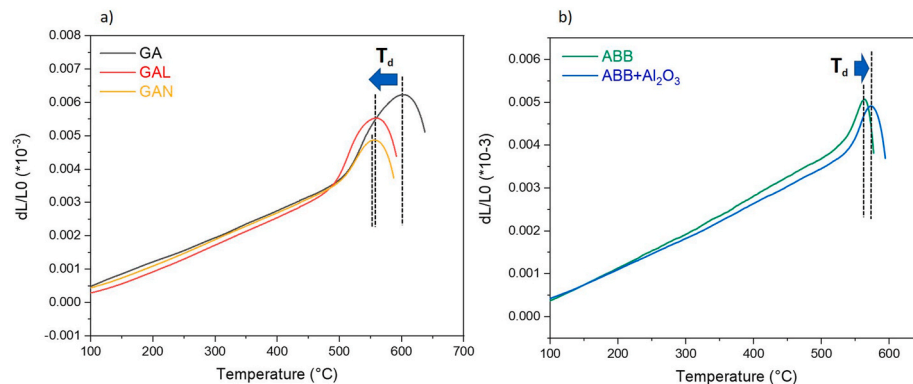 a)
0.008
0.007
0.006
0.005
0.004
0.003
0.002
0.001
0.000
-0.001
dL/L0 (*10⁻³)
GA
GAL
GAN
T_d
100 200 300 400 500 600 700
Temperature (°C)
b)
0.006
0.005
0.004
0.003
0.002
0.001
0.000
dL/L0 (*10-3)
ABB
ABB+Al₂O₃
T_d
100 200 300 400 500 600
Temperature (°C)